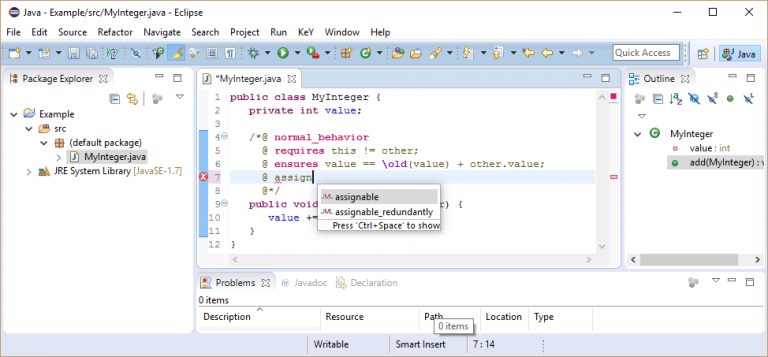 Java - Example/src/MyInteger.java - Eclipse
File Edit Source Refactor Navigate Search Project Run KeY Window Help
Quick Access
Java
Package Explorer
Example
src
(default package)
MyInteger.java
JRE System Library [JavaSE-1.7]
*MyInteger.java
1 public class MyInteger {
2 private int value;
3
4 /*@ normal_behavior
5 @ requires this != other;
6 @ ensures value == \old(value) + other.value;
7 @ assign
8 @*/
9 public void r) {
10 value +=
11 }
12 }
JML assignable
JML assignable_redundantly
Press 'Ctrl+Space' to show
Outline
MyInteger
value : int
add(MyInteger) : v
Problems
@ Javadoc
Declaration
0 items
Description Resource Path Location Type
0 items
Writable Smart Insert 7 : 14